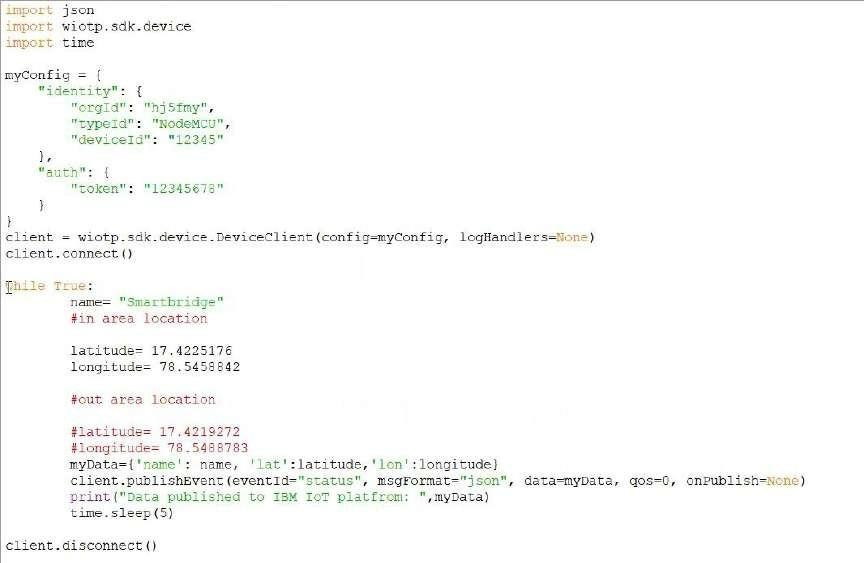 import json
import wiotp.sdk.device
import time
myConfig = {
    "identity": {
        "orgId": "hj5fmy",
        "typeId": "NodeMCU",
        "deviceId": "12345"
    },
    "auth": {
        "token": "12345678"
    }
}
client = wiotp.sdk.device.DeviceClient(config=myConfig, logHandlers=None)
client.connect()
while True:
        name= "Smartbridge"
        #in area location
        latitude= 17.4225176
        longitude= 78.5458842
        #out area location
        #latitude= 17.4219272
        #longitude= 78.5488783
        myData={'name': name, 'lat':latitude,'lon':longitude}
        client.publishEvent(eventId="status", msgFormat="json", data=myData, qos=0, onPublish=None)
        print("Data published to IBM IoT platfrom: ",myData)
        time.sleep(5)
client.disconnect()